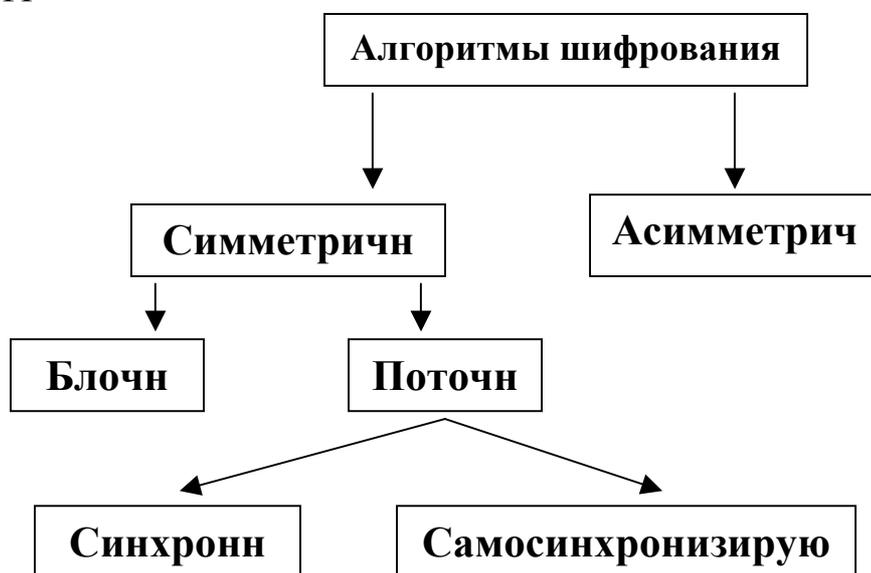 Алгоритмы шифрования
Симметричн
Асимметрич
Блочн
Поточн
Синхронн
Самосинхронизирую